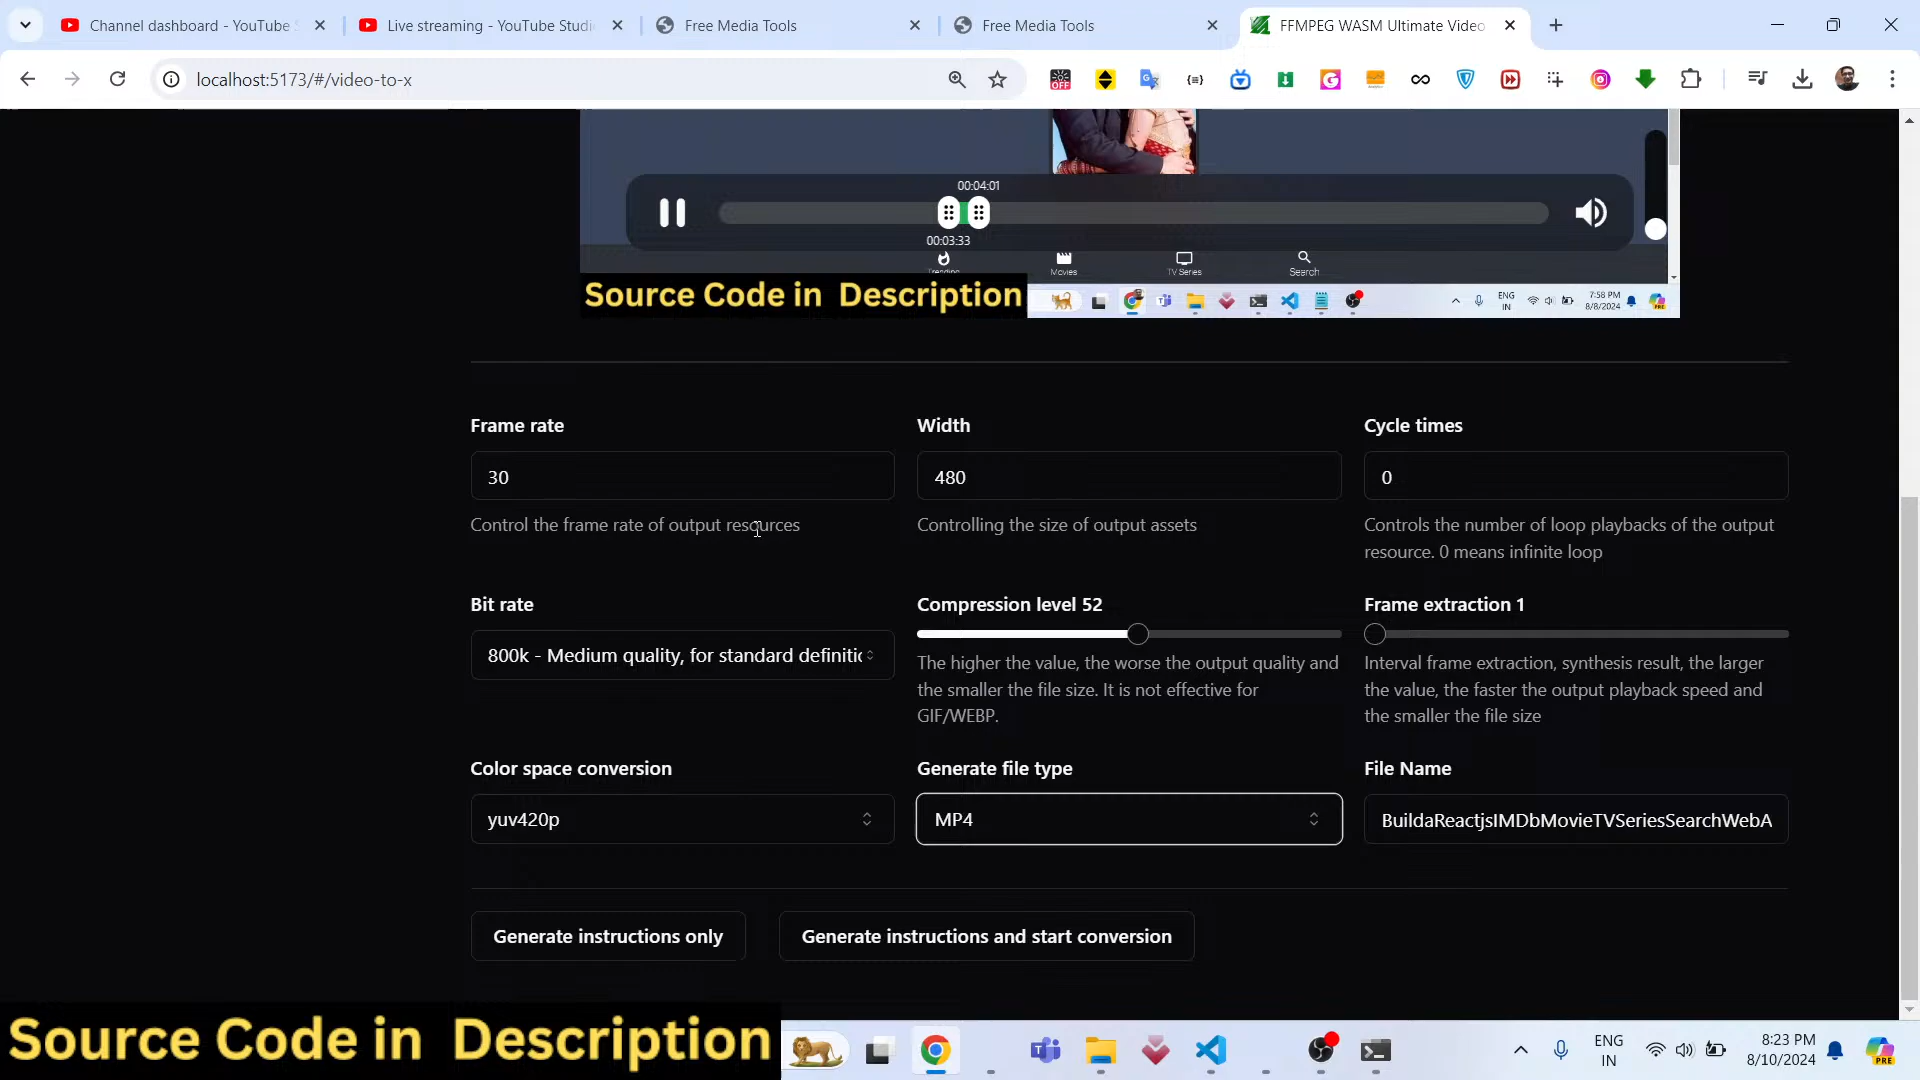 Channel dashboard - YouTube S
Live streaming - YouTube Studi
Free Media Tools
Free Media Tools
FFMPEG WASM Ultimate Video
localhost:5173/#/video-to-x
OFF
00:04:01
00:03:33
Trending
Movies
TV Series
Search
Source Code in Description
ENG
IN
7:58 PM
8/8/2024
Frame rate
Width
Cycle times
30
480
0
Control the frame rate of output resources
Controlling the size of output assets
Controls the number of loop playbacks of the output
resource. 0 means infinite loop
Bit rate
Compression level 52
Frame extraction 1
800k - Medium quality, for standard definitic
The higher the value, the worse the output quality and
the smaller the file size. It is not effective for
GIF/WEBP.
Interval frame extraction, synthesis result, the larger
the value, the faster the output playback speed and
the smaller the file size
Color space conversion
Generate file type
File Name
yuv420p
MP4
BuildaReactjsIMDbMovieTVSeriesSearchWebA
Generate instructions only
Generate instructions and start conversion
Source Code in Description
ENG
IN
8:23 PM
8/10/2024
PRE